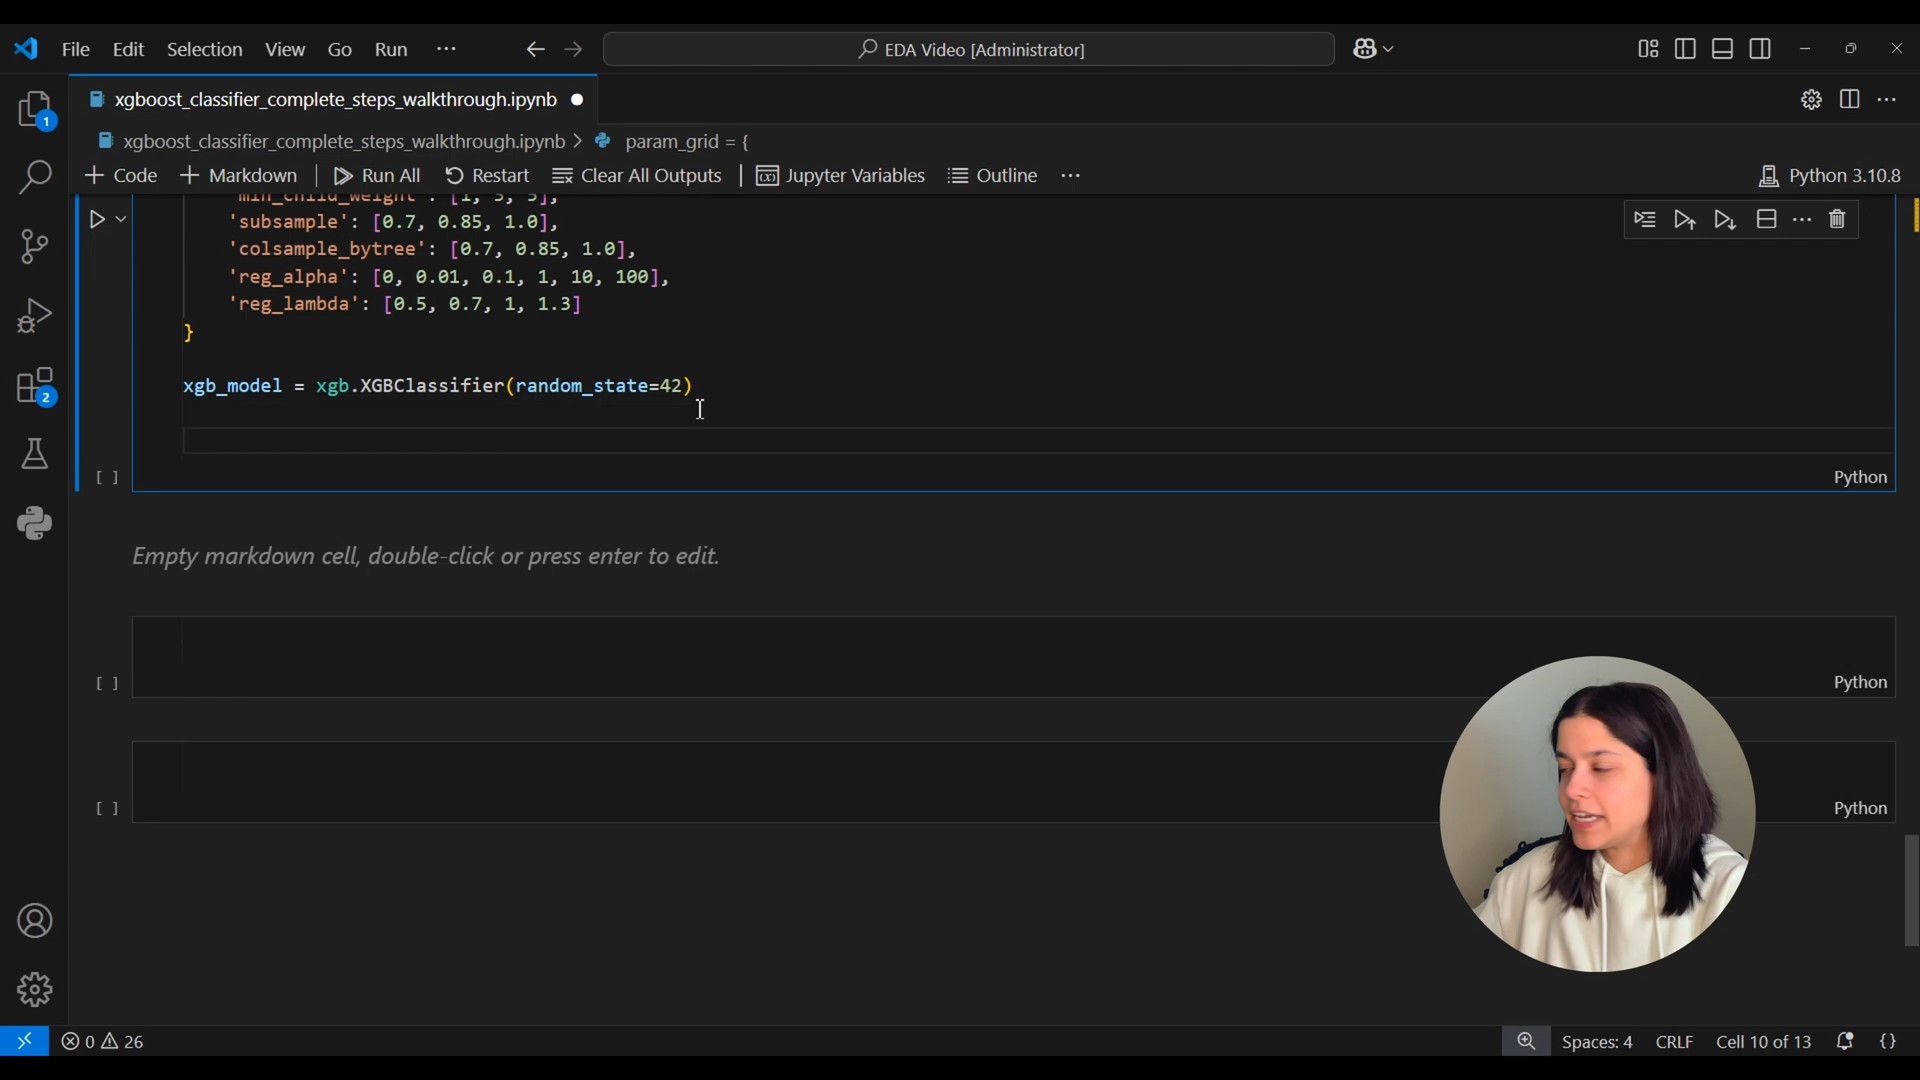 File Edit Selection View Go Run ··· EDA Video [Administrator]
xgboost_classifier_complete_steps_walkthrough.ipynb
xgboost_classifier_complete_steps_walkthrough.ipynb > param_grid = {
+ Code + Markdown Run All Restart Clear All Outputs Jupyter Variables Outline ··· Python 3.10.8
'min_child_weight': [1, 3, 5],
'subsample': [0.7, 0.85, 1.0],
'colsample_bytree': [0.7, 0.85, 1.0],
'reg_alpha': [0, 0.01, 0.1, 1, 10, 100],
'reg_lambda': [0.5, 0.7, 1, 1.3]
}
xgb_model = xgb.XGBClassifier(random_state=42)
[ ] Python
Empty markdown cell, double-click or press enter to edit.
[ ] Python
[ ] Python
1
2
0 26 Spaces: 4 CRLF Cell 10 of 13 {}